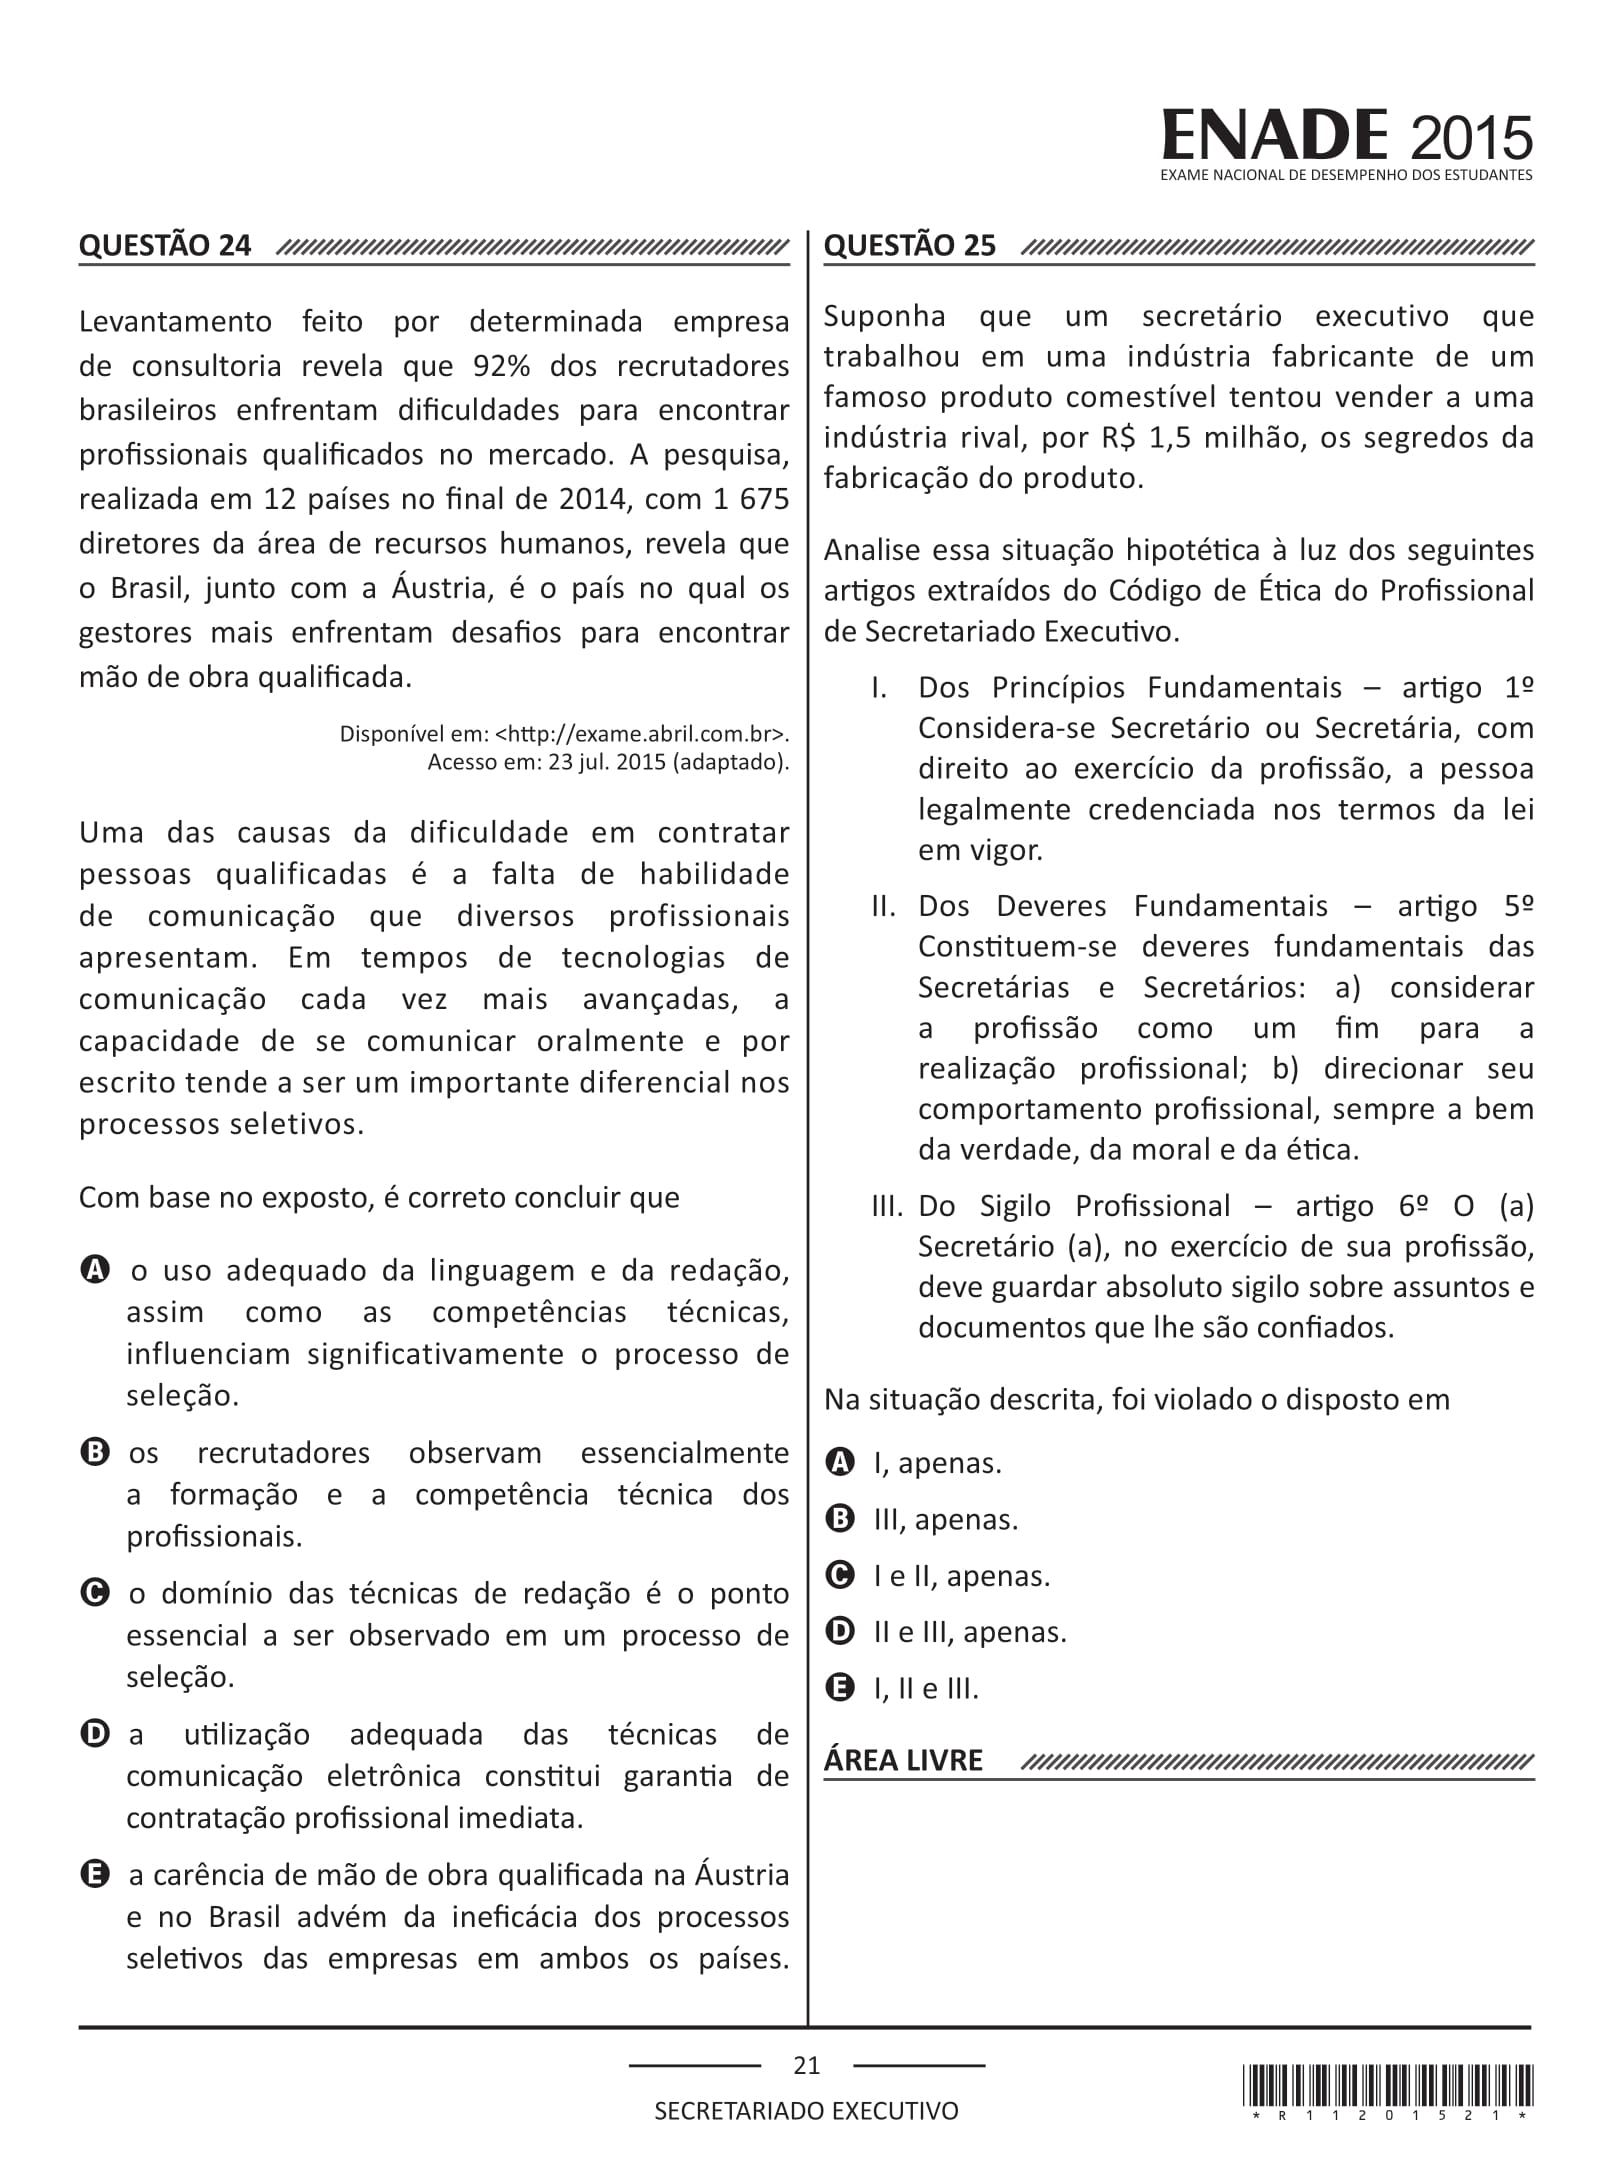 ENADE 2015
EXAME NACIONAL DE DESEMPENHO DOS ESTUDANTES
QUESTÃO 24
Levantamento feito por determinada empresa
de consultoria revela que 92% dos recrutadores
brasileiros enfrentam dificuldades para encontrar
profissionais qualificados no mercado. A pesquisa,
realizada em 12 países no final de 2014, com 1 675
diretores da área de recursos humanos, revela que
o Brasil, junto com a Áustria, é o país no qual os
gestores mais enfrentam desafios para encontrar
mão de obra qualificada.
Disponível em: <http://exame.abril.com.br>.
Acesso em: 23 jul. 2015 (adaptado).
Uma das causas da dificuldade em contratar
pessoas qualificadas é a falta de habilidade
de comunicação que diversos profissionais
apresentam. Em tempos de tecnologias de
comunicação cada vez mais avançadas, a
capacidade de se comunicar oralmente e por
escrito tende a ser um importante diferencial nos
processos seletivos.
Com base no exposto, é correto concluir que
A o uso adequado da linguagem e da redação,
assim como as competências técnicas,
influenciam significativamente o processo de
seleção.
B os recrutadores observam essencialmente
a formação e a competência técnica dos
profissionais.
C o domínio das técnicas de redação é o ponto
essencial a ser observado em um processo de
seleção.
D a utilização adequada das técnicas de
comunicação eletrônica constitui garantia de
contratação profissional imediata.
E a carência de mão de obra qualificada na Áustria
e no Brasil advém da ineficácia dos processos
seletivos das empresas em ambos os países.
QUESTÃO 25
Suponha que um secretário executivo que
trabalhou em uma indústria fabricante de um
famoso produto comestível tentou vender a uma
indústria rival, por R$ 1,5 milhão, os segredos da
fabricação do produto.
Analise essa situação hipotética à luz dos seguintes
artigos extraídos do Código de Ética do Profissional
de Secretariado Executivo.
I. Dos Princípios Fundamentais – artigo 1º
Considera-se Secretário ou Secretária, com
direito ao exercício da profissão, a pessoa
legalmente credenciada nos termos da lei
em vigor.
II. Dos Deveres Fundamentais – artigo 5º
Constituem-se deveres fundamentais das
Secretárias e Secretários: a) considerar
a profissão como um fim para a
realização profissional; b) direcionar seu
comportamento profissional, sempre a bem
da verdade, da moral e da ética.
III. Do Sigilo Profissional – artigo 6º O (a)
Secretário (a), no exercício de sua profissão,
deve guardar absoluto sigilo sobre assuntos e
documentos que lhe são confiados.
Na situação descrita, foi violado o disposto em
A I, apenas.
B III, apenas.
C I e II, apenas.
D II e III, apenas.
E I, II e III.
ÁREA LIVRE
21
SECRETARIADO EXECUTIVO
* R 1 1 2 0 1 5 2 1 *